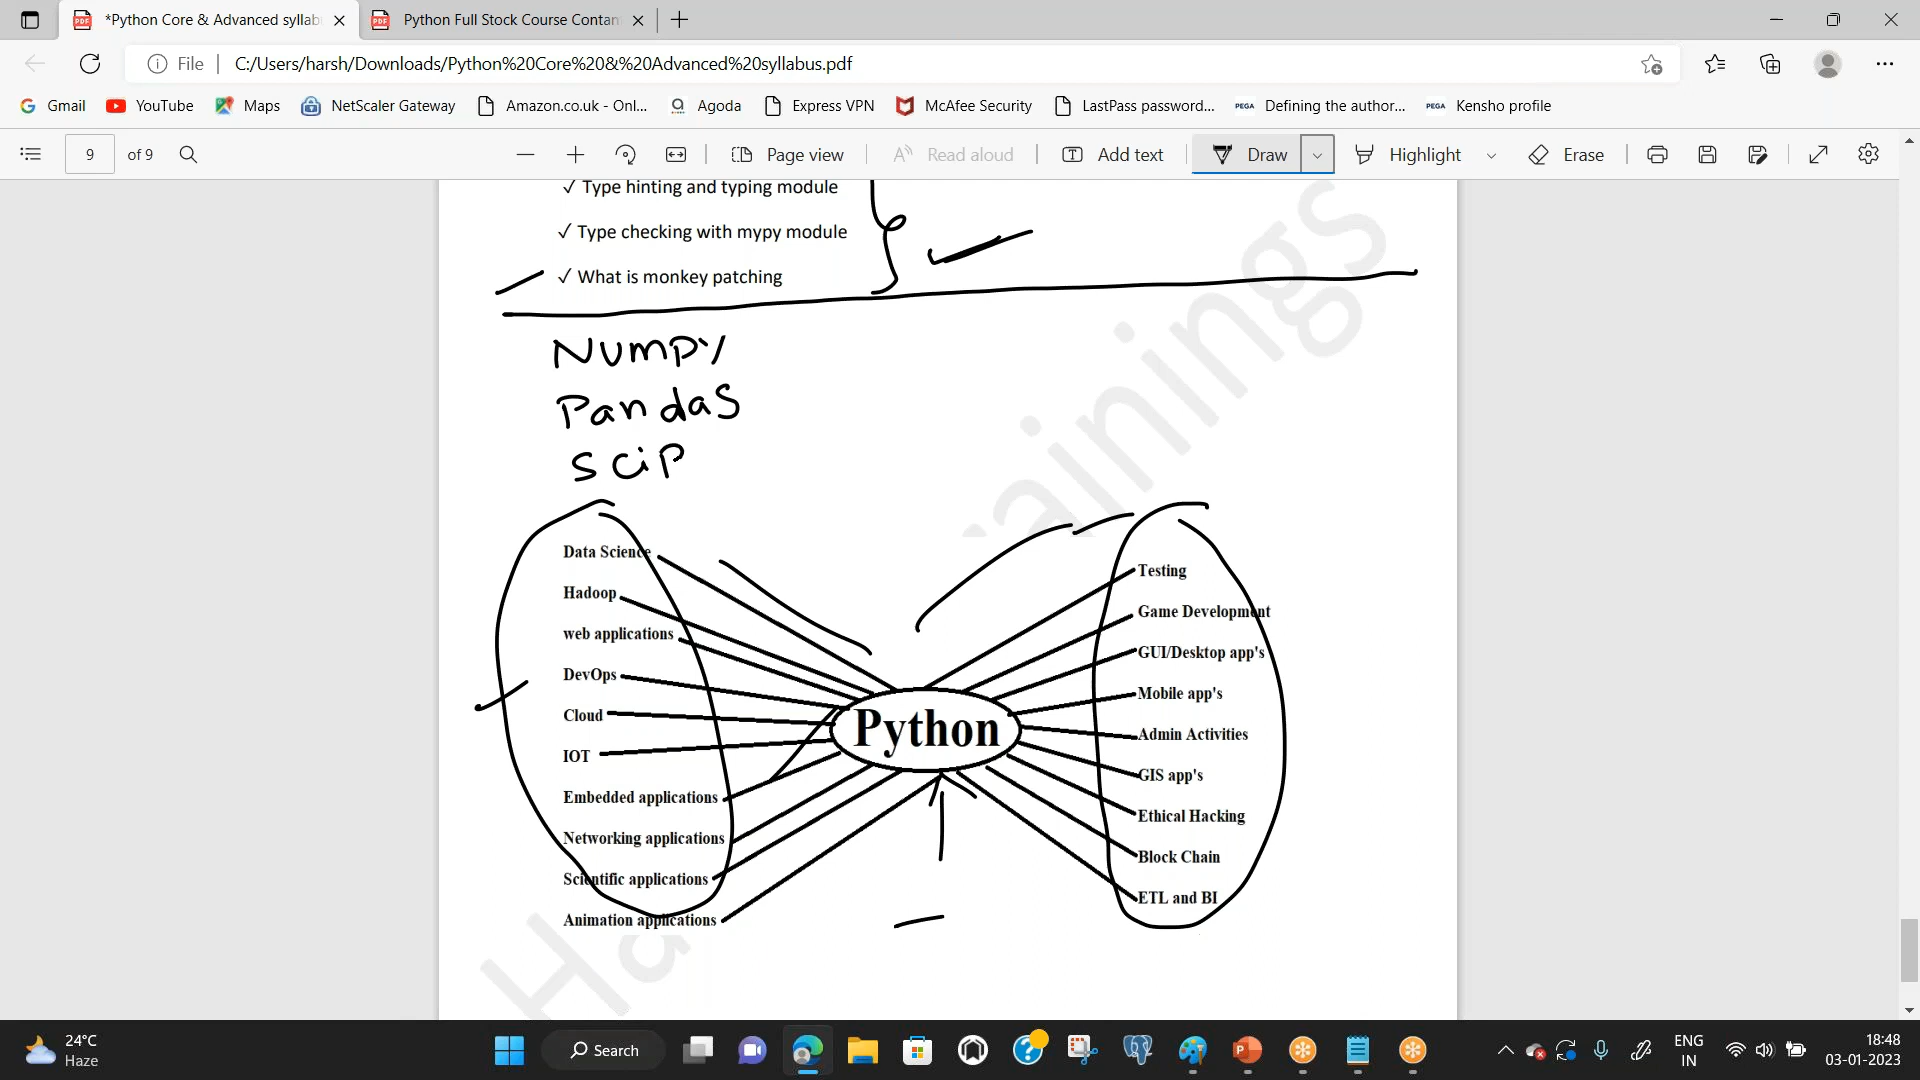 *Python Core & Advanced syllab
Python Full Stock Course Contan
File
C:/Users/harsh/Downloads/Python%20Core%20&%20Advanced%20syllabus.pdf
Gmail
YouTube
Maps
NetScaler Gateway
Amazon.co.uk - Onl...
Agoda
Express VPN
McAfee Security
LastPass password...
PEGA Defining the author...
PEGA Kensho profile
9 of 9
Page view
Read aloud
Add text
Draw
Highlight
Erase
✓ Type hinting and typing module
✓ Type checking with mypy module
✓ What is monkey patching
NUmPy
PandaS
SCiP
Data Science
Hadoop
web applications
DevOps
Cloud
IOT
Embedded applications
Networking applications
Scientific applications
Animation applications
Python
Testing
Game Development
GUI/Desktop app's
Mobile app's
Admin Activities
GIS app's
Ethical Hacking
Block Chain
ETL and BI
ainings
Ha
24°C
Haze
Search
ENG
IN
18:48
03-01-2023